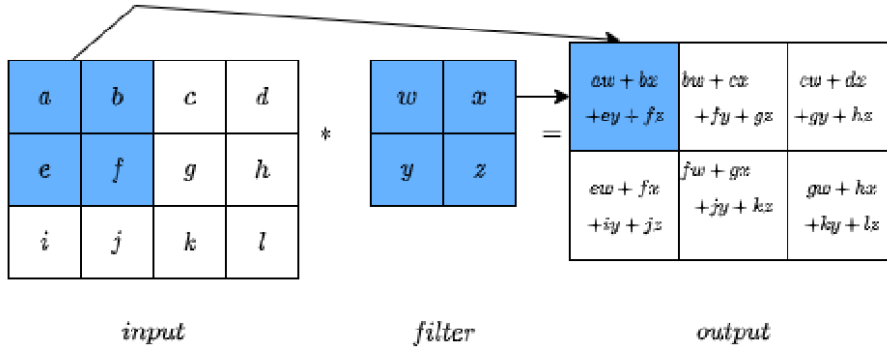 a b c d
e f g h
i j k l
*
w x
y z
=
aw + bx
+ey + fz
bw + cx
+fy + gz
cw + dx
+gy + hz
ew + fx
+iy + jz
fw + gx
+jy + kz
gw + hx
+ky + lz
input filter output